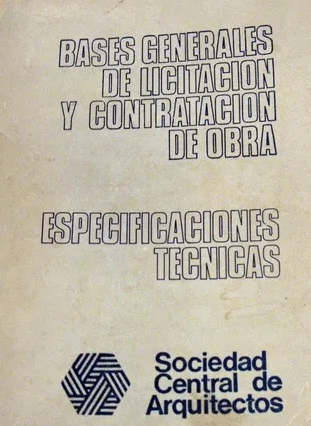 BASES GENERALES
DE LICITACION
Y CONTRATACION
DE OBRA
ESPECIFICACIONES
TECNICAS
Sociedad
Central de
Arquitectos